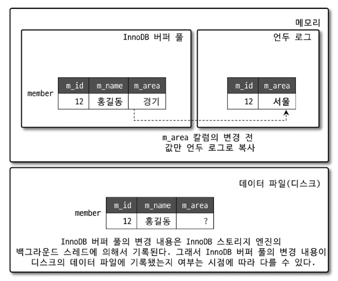 메모리
InnoDB 버퍼 풀
언두 로그
member
m_id m_name m_area
12 홍길동 경기
m_id m_area
12 서울
m_area 칼럼의 변경 전
값만 언두 로그로 복사
데이터 파일(디스크)
member
m_id m_name m_area
12 홍길동 ?
InnoDB 버퍼 풀의 변경 내용은 InnoDB 스토리지 엔진의
백그라운드 스레드에 의해서 기록된다. 그래서 InnoDB 버퍼 풀의 변경 내용이
디스크의 데이터 파일에 기록됐는지 여부는 시점에 따라 다를 수 있다.